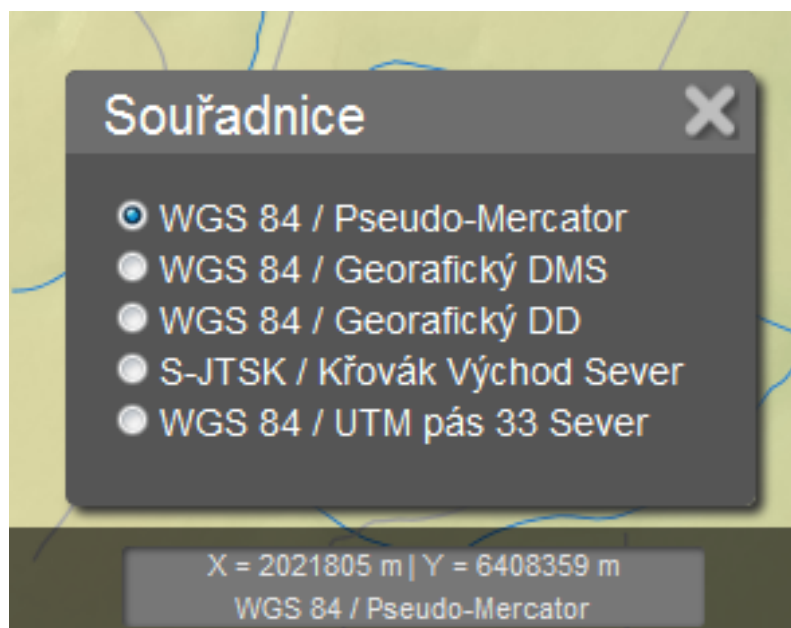 Souřadnice
WGS 84 / Pseudo-Mercator
WGS 84 / Georafický DMS
WGS 84 / Georafický DD
S-JTSK / Křovák Východ Sever
WGS 84 / UTM pás 33 Sever
X = 2021805 m | Y = 6408359 m
WGS 84 / Pseudo-Mercator